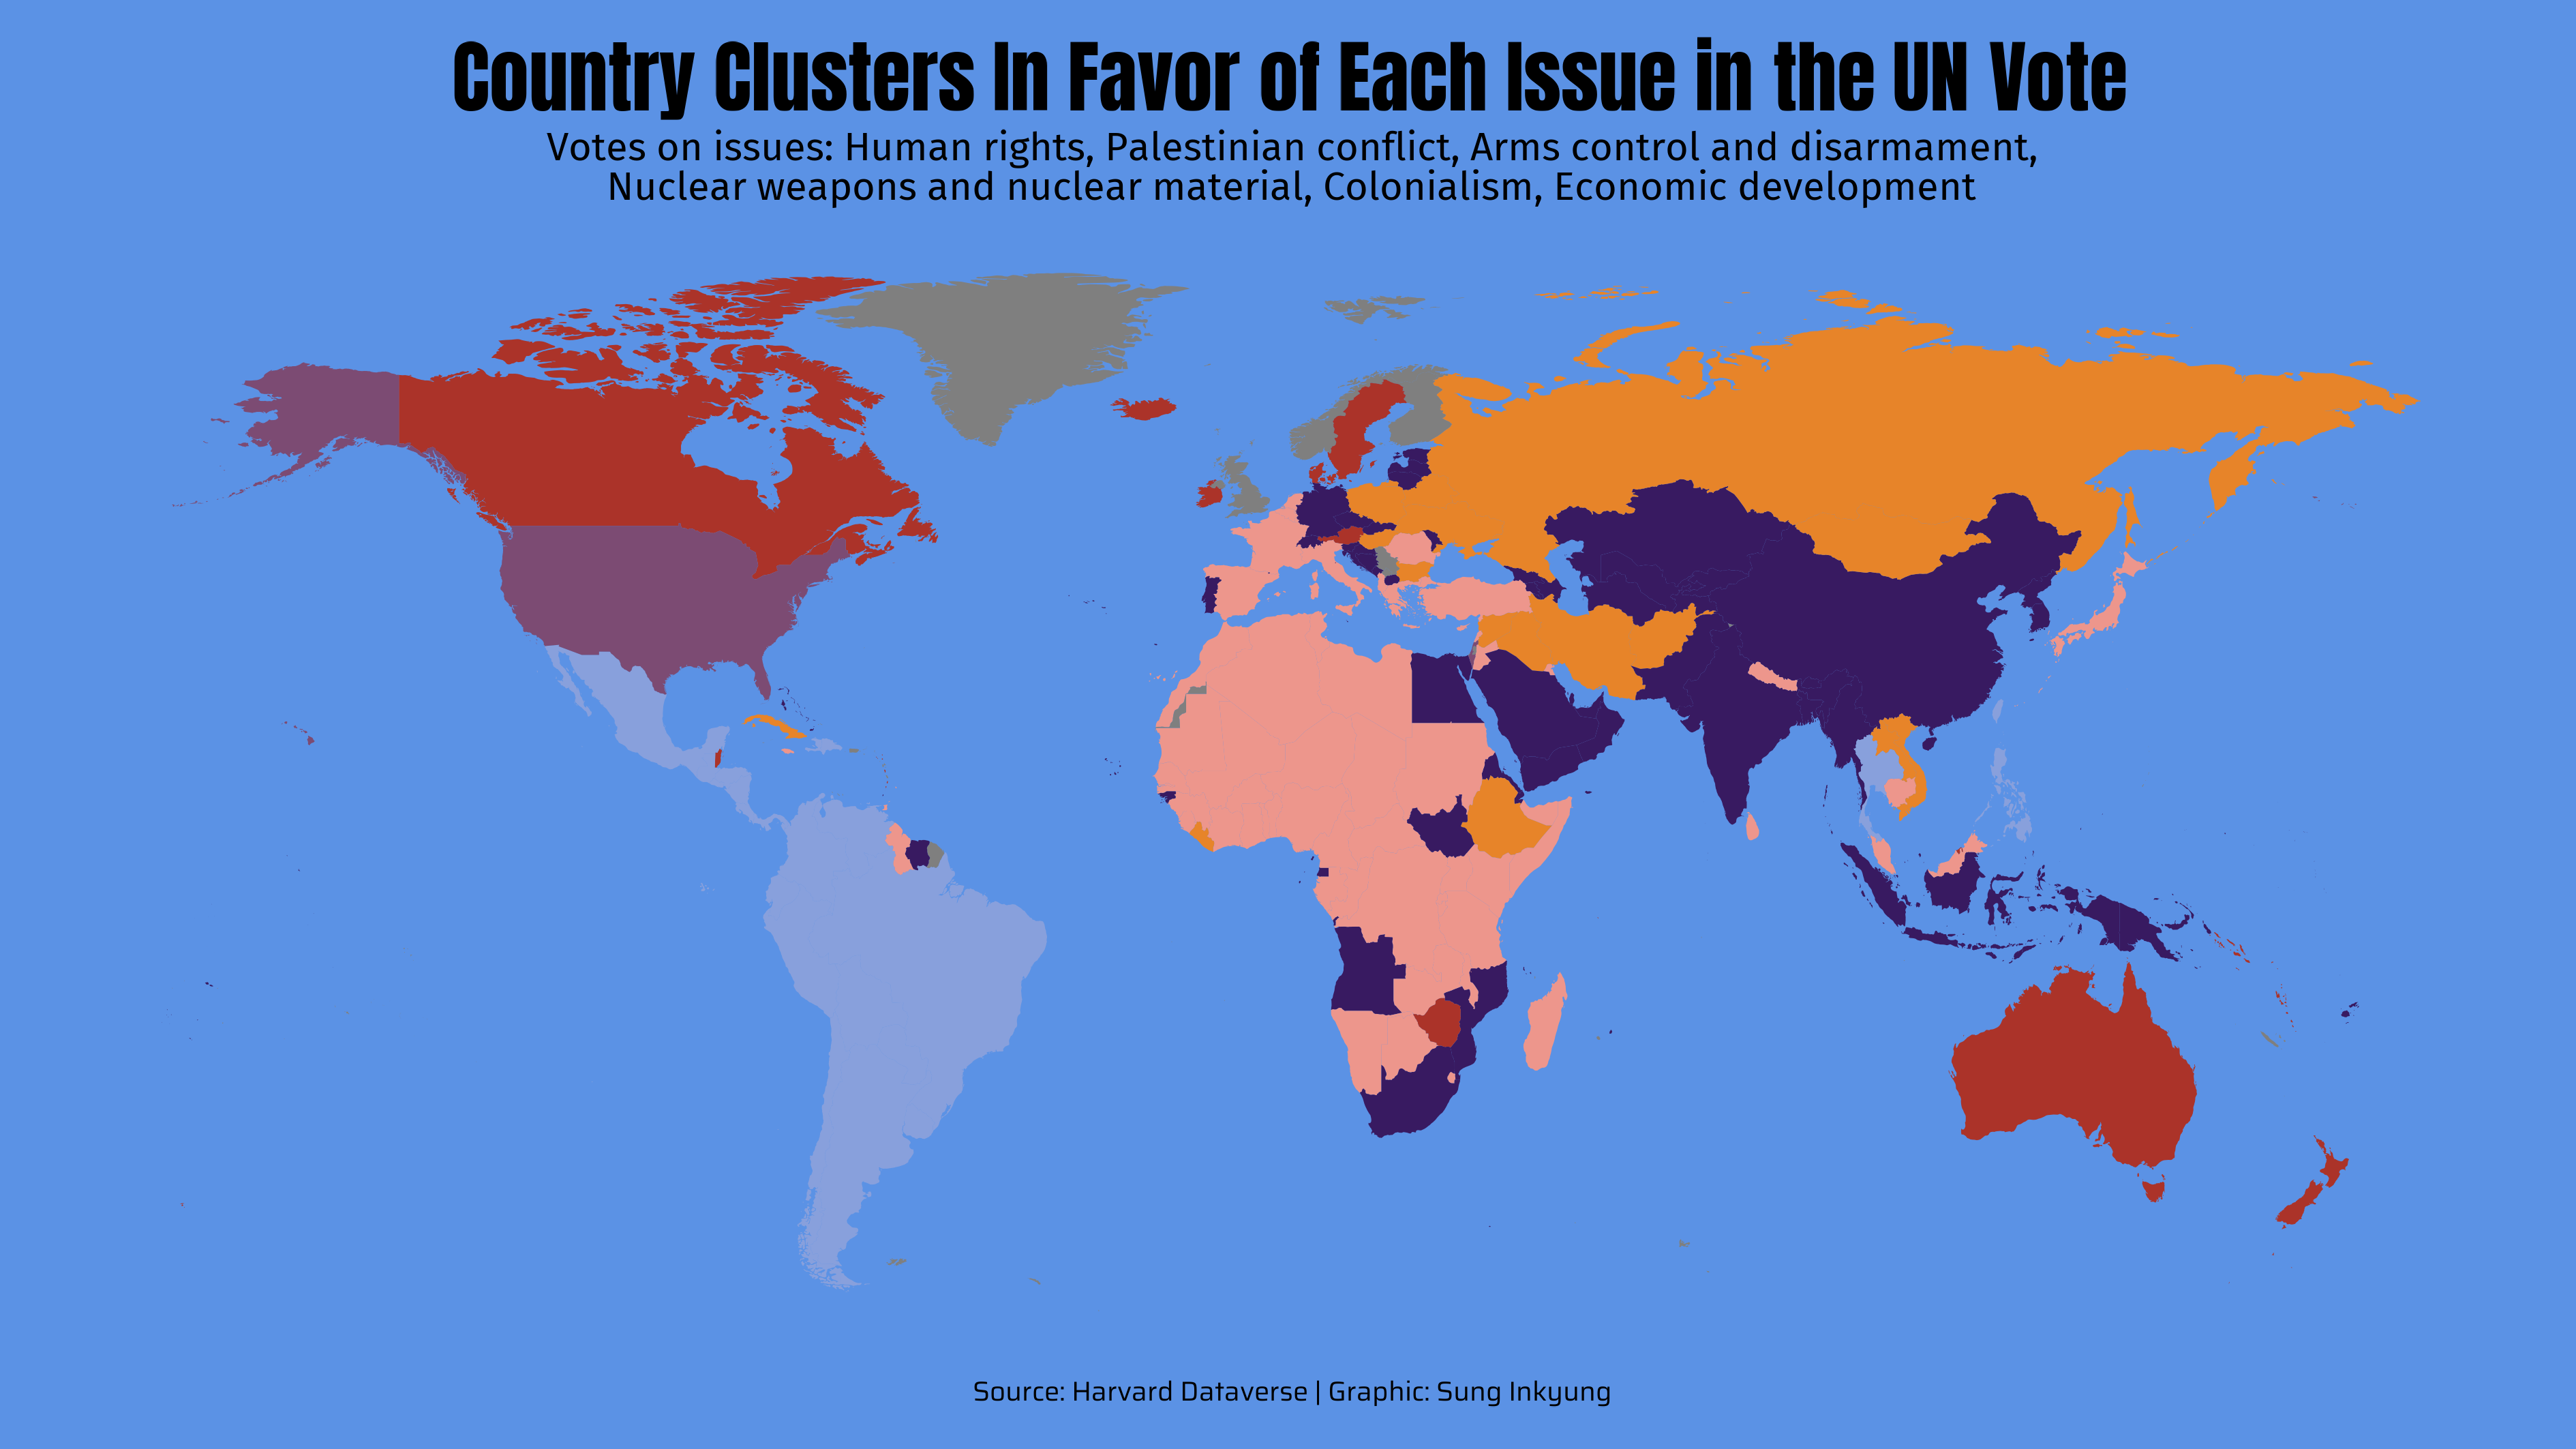 Country Clusters In Favor of Each Issue in the UN Vote
Votes on issues: Human rights, Palestinian conflict, Arms control and disarmament,
Nuclear weapons and nuclear material, Colonialism, Economic development
Source: Harvard Dataverse | Graphic: Sung Inkyung